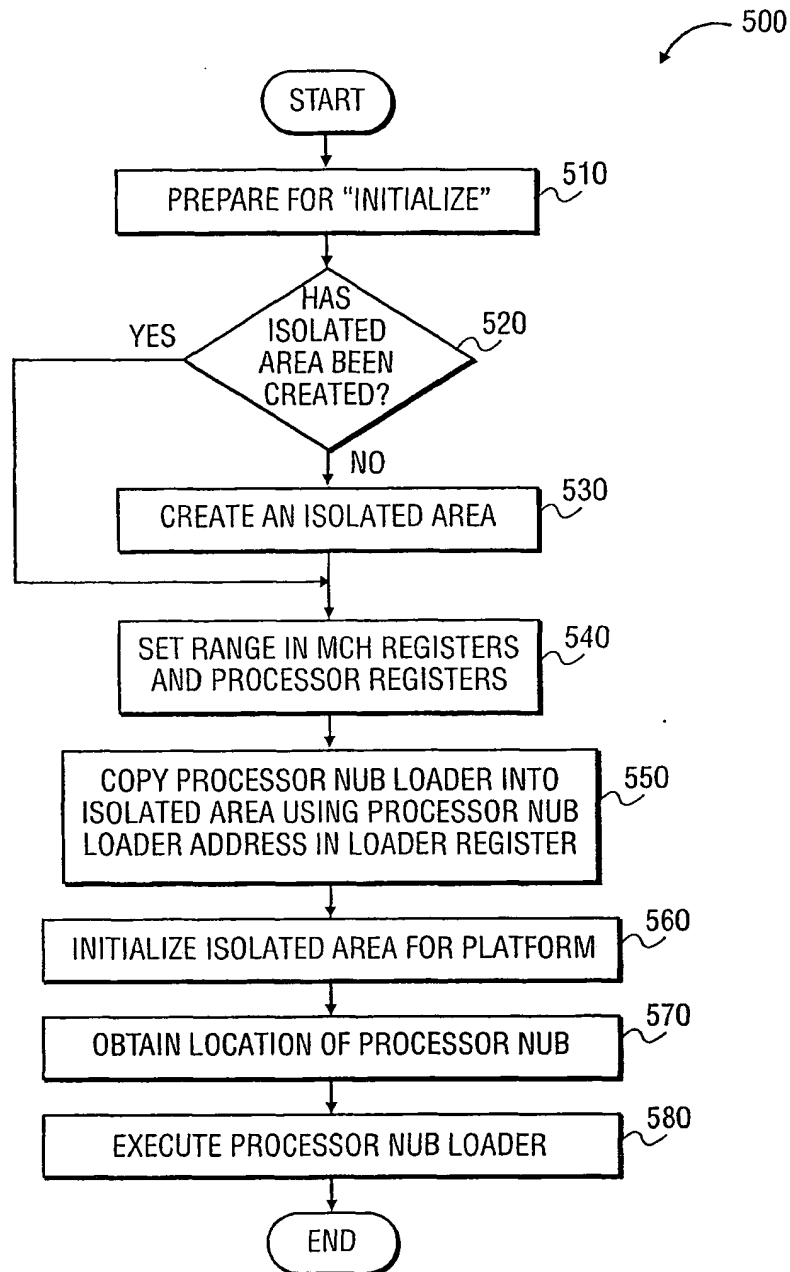 500
START
PREPARE FOR “INITIALIZE”
510
HAS
ISOLATED
AREA BEEN
CREATED?
520
YES
NO
CREATE AN ISOLATED AREA
530
SET RANGE IN MCH REGISTERS
AND PROCESSOR REGISTERS
540
COPY PROCESSOR NUB LOADER INTO
ISOLATED AREA USING PROCESSOR NUB
LOADER ADDRESS IN LOADER REGISTER
550
INITIALIZE ISOLATED AREA FOR PLATFORM
560
OBTAIN LOCATION OF PROCESSOR NUB
570
EXECUTE PROCESSOR NUB LOADER
580
END